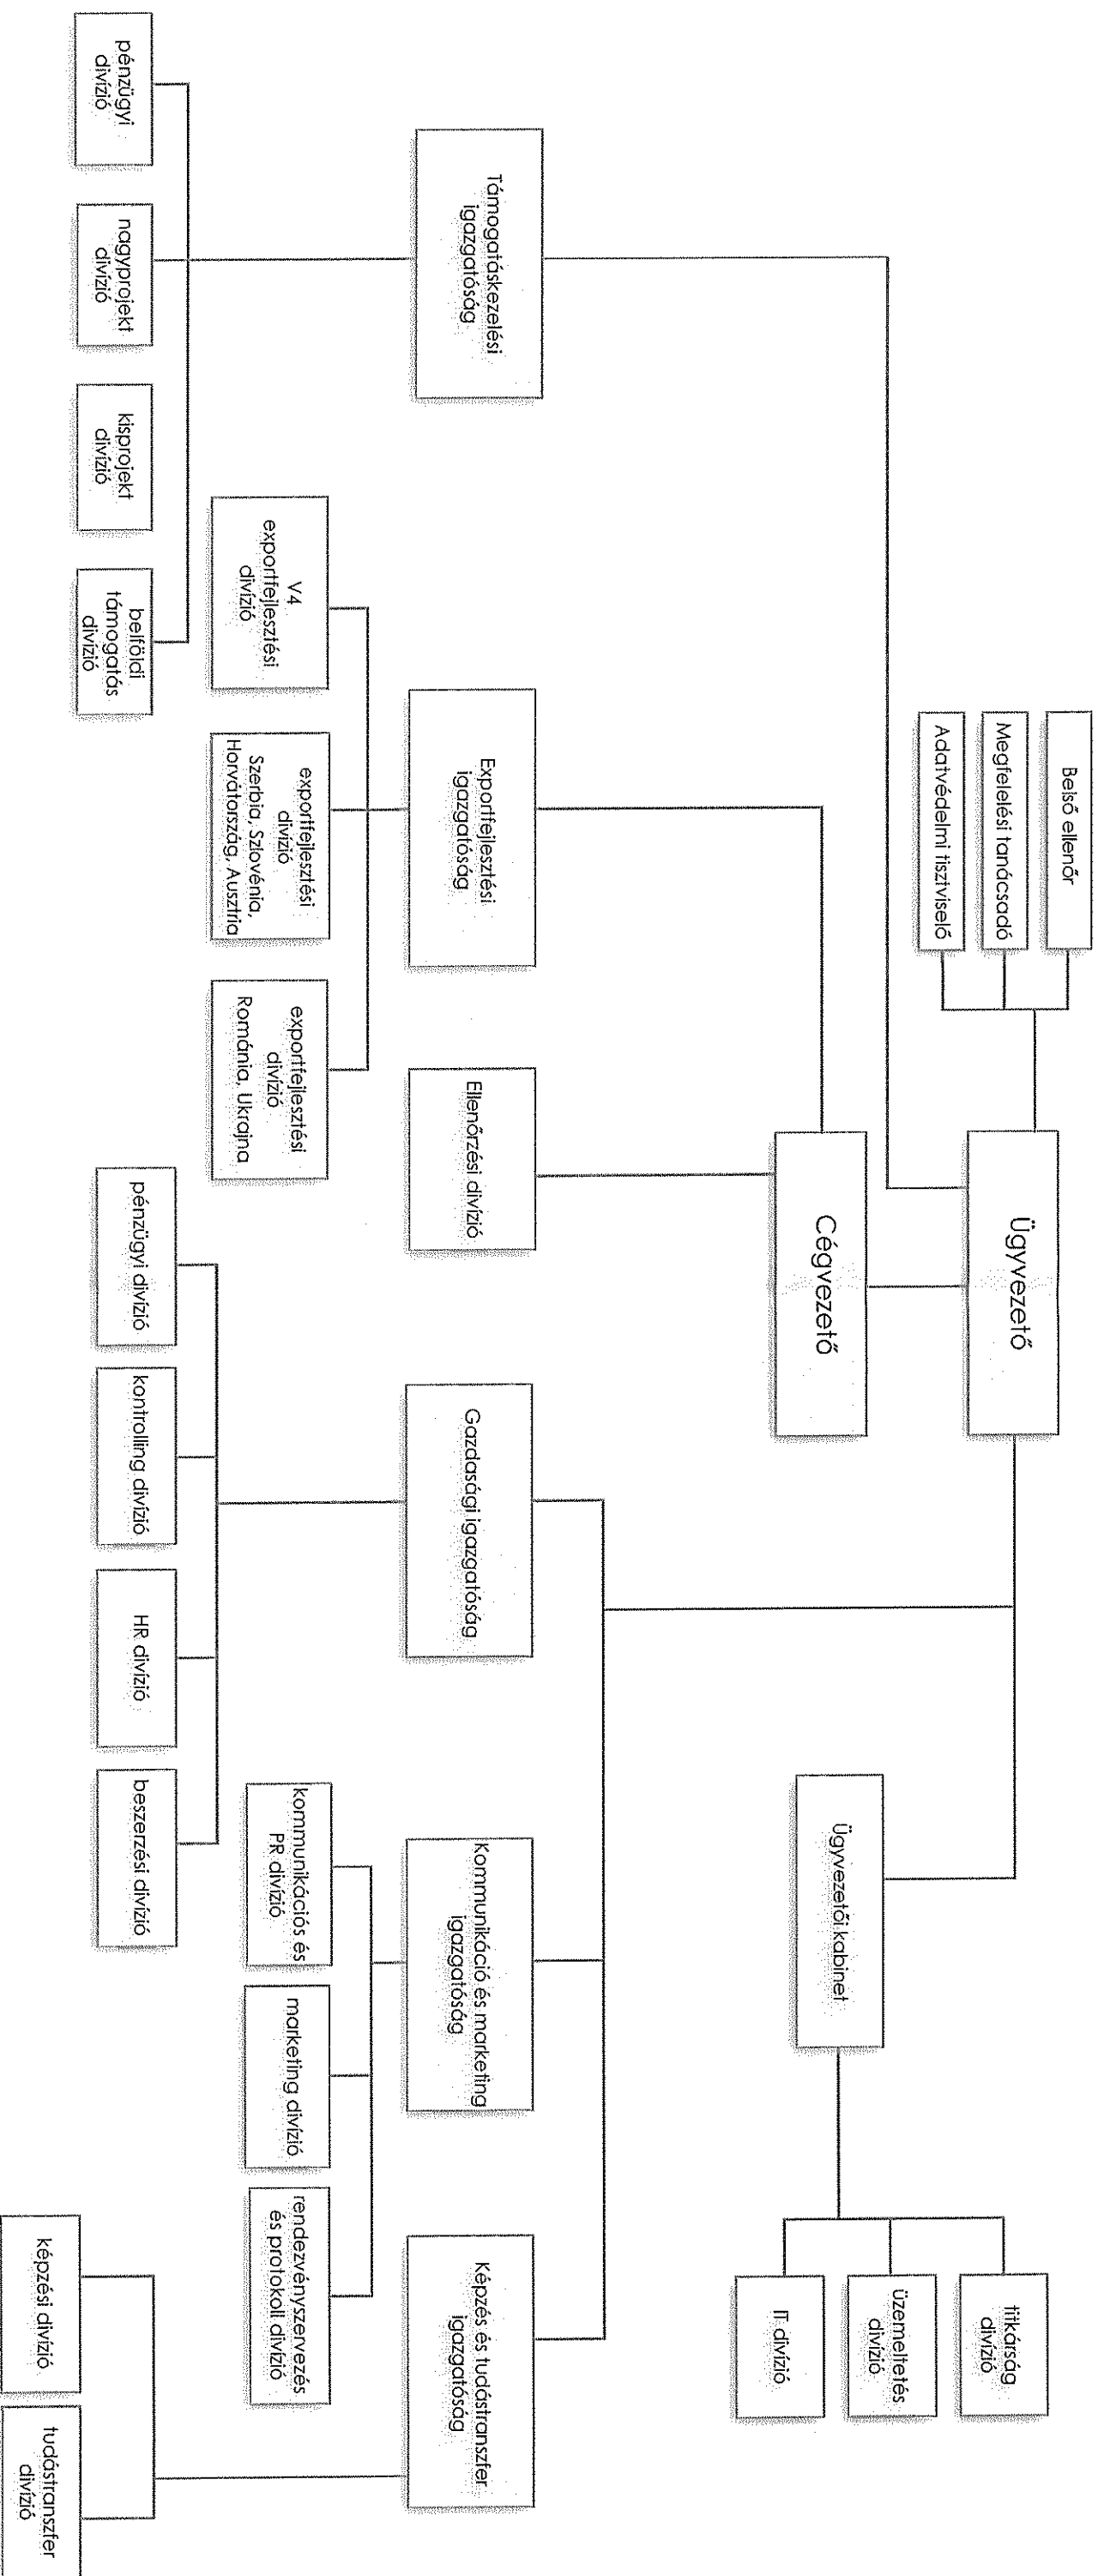 Belső ellenőr
Megfelelési tanácsadó
Adatvédelmi tisztviselő
Ügyvezető
Cégvezető
Ügyvezetői kabinet
titkárság
divízió
üzemeltetés
divízió
IT divízió
Támogatáskezelési
igazgatóság
Exportfejlesztési
igazgatóság
Ellenőrzési divízió
Gazdasági igazgatóság
Kommunikáció és marketing
igazgatóság
Képzés és tudástranszfer
igazgatóság
V4
exportfejlesztési
divízió
exportfejlesztési
divízió
Szerbia, Szlovénia,
Horvátország, Ausztria
exportfejlesztési
divízió
Románia, Ukrajna
kommunikációs és
PR divízió
marketing divízió
rendezvényszervezés
és protokoll divízió
pénzügyi
divízió
nagyprojekt
divízió
kisprojekt
divízió
belföldi
támogatás
divízió
pénzügyi divízió
kontrolling divízió
HR divízió
beszerzési divízió
képzési divízió
tudástranszfer
divízió